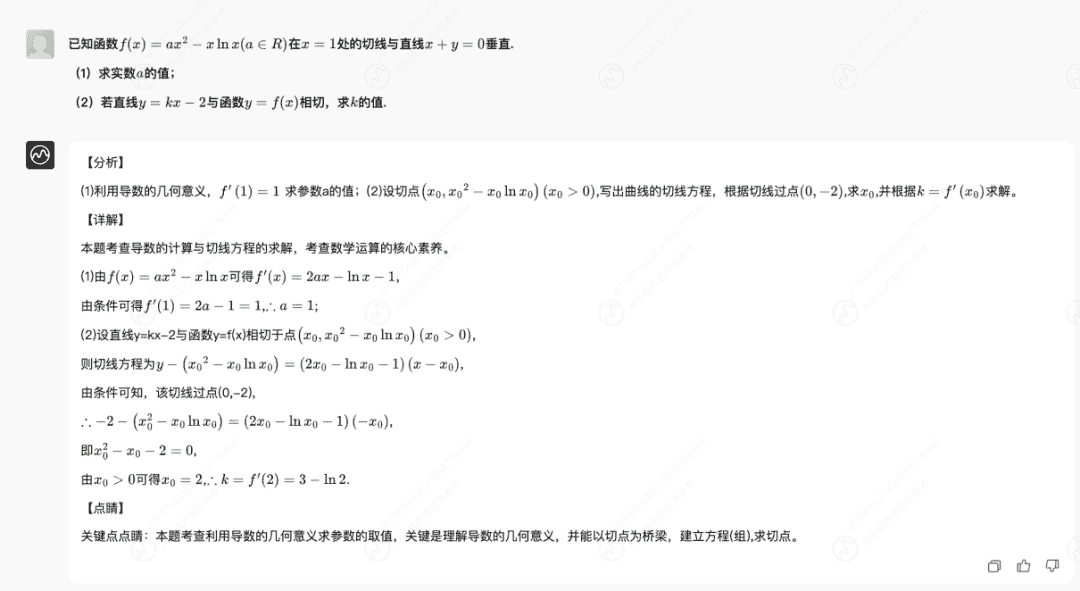 已知函数f(x) = ax² − x ln x(a ∈ R)在x = 1处的切线与直线x + y = 0垂直.
(1) 求实数a的值；
(2) 若直线y = kx − 2与函数y = f(x)相切，求k的值.
【分析】
(1)利用导数的几何意义，f′(1) = 1 求参数a的值；(2)设切点(x₀, x₀² − x₀ ln x₀) (x₀ > 0),写出曲线的切线方程，根据切线过点(0, −2),求x₀,并根据k = f′(x₀)求解。
【详解】
本题考查导数的计算与切线方程的求解，考查数学运算的核心素养。
(1)由f(x) = ax² − x ln x可得f′(x) = 2ax − ln x − 1,
由条件可得f′(1) = 2a − 1 = 1,∴ a = 1;
(2)设直线y=kx-2与函数y=f(x)相切于点(x₀, x₀² − x₀ ln x₀) (x₀ > 0),
则切线方程为y − (x₀² − x₀ ln x₀) = (2x₀ − ln x₀ − 1) (x − x₀),
由条件可知，该切线过点(0,-2),
∴ −2 − (x₀² − x₀ ln x₀) = (2x₀ − ln x₀ − 1) (−x₀),
即x₀² − x₀ − 2 = 0,
由x₀ > 0可得x₀ = 2,∴ k = f′(2) = 3 − ln 2.
【点睛】
关键点点睛：本题考查利用导数的几何意义求参数的取值，关键是理解导数的几何意义，并能以切点为桥梁，建立方程(组),求切点。